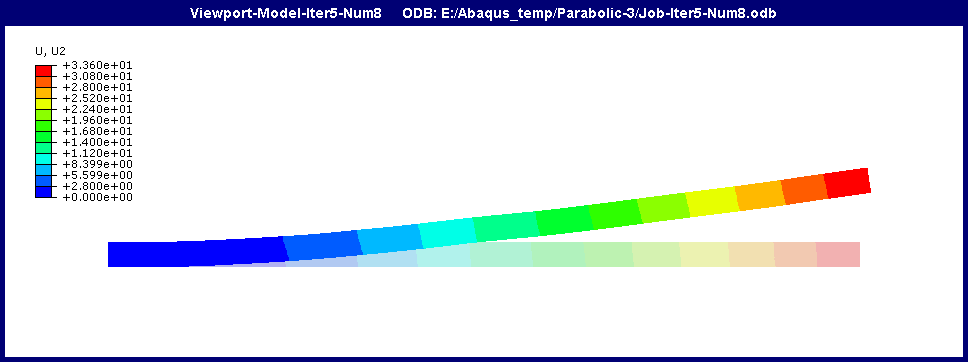 Viewport-Model-Iter5-Num8 ODB: E:/Abaqus_temp/Parabolic-3/Job-Iter5-Num8.odb
U, U2
+3.360e+01
+3.080e+01
+2.800e+01
+2.520e+01
+2.240e+01
+1.960e+01
+1.680e+01
+1.400e+01
+1.120e+01
+8.399e+00
+5.599e+00
+2.800e+00
+0.000e+00